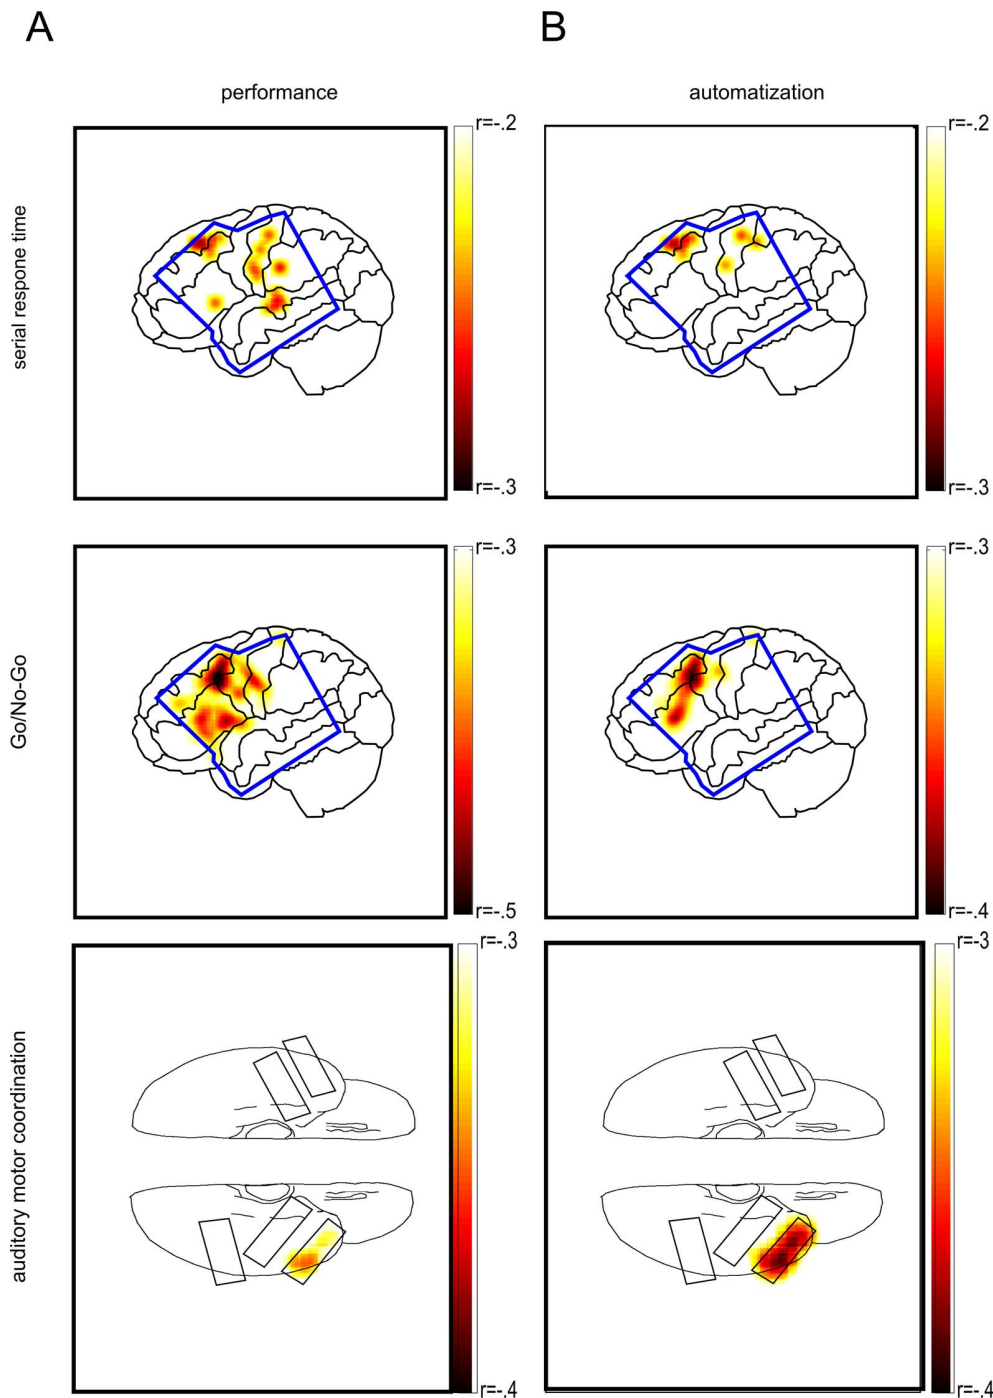 A
B
performance
automatization
serial respone time
r=-.2
r=-.3
r=-.2
r=-.3
Go/No-Go
r=-.3
r=-.5
r=-.3
r=-.4
auditory motor coordination
r=-.3
r=-.4
r=-3
r=-.4